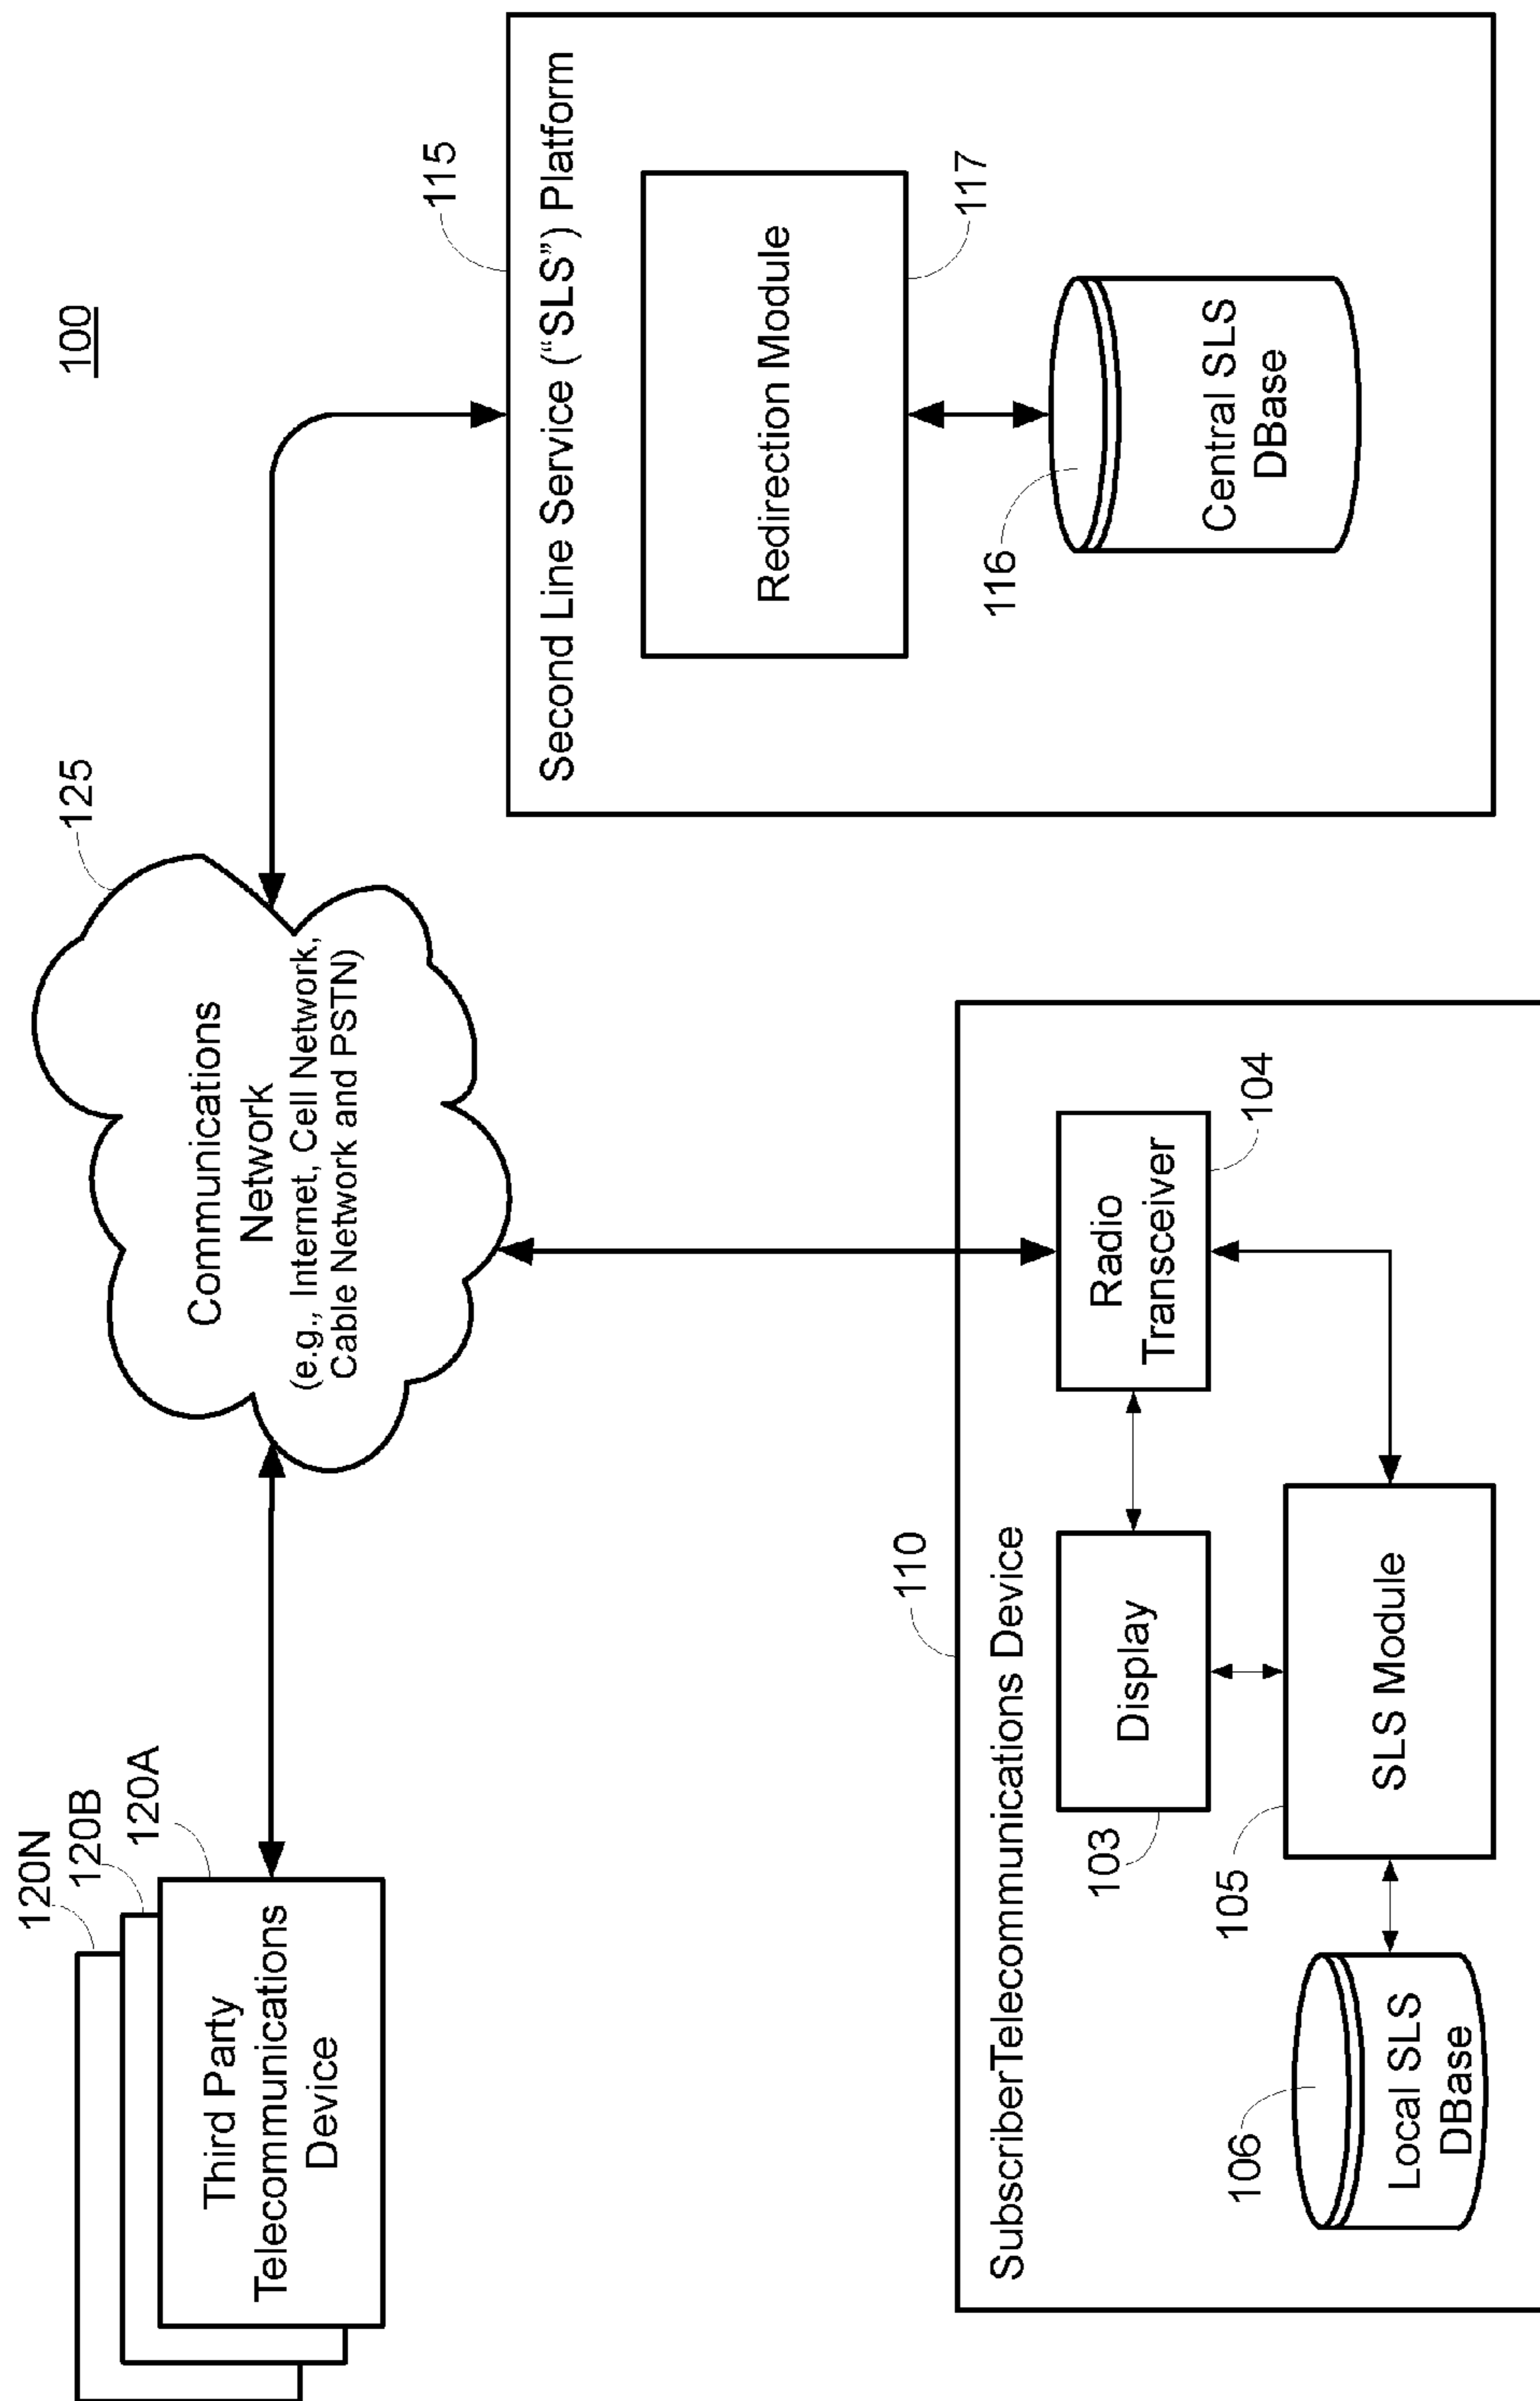 100
120N
120B
120A
Third Party
Telecommunications
Device
125
Communications
Network
(e.g., Internet, Cell Network,
Cable Network and PSTN)
115
Second Line Service (“SLS”) Platform
Redirection Module
117
116
Central SLS
DBase
110
SubscriberTelecommunications Device
Display
103
Radio
Transceiver
104
105
SLS Module
106
Local SLS
DBase